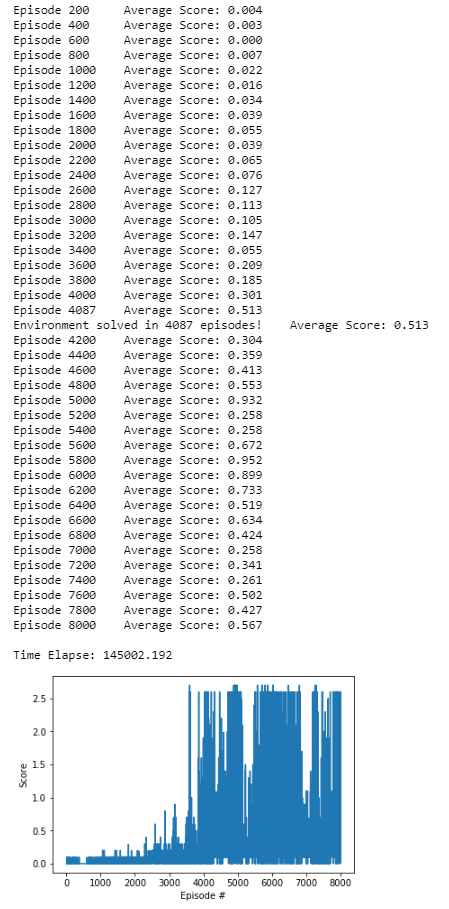 Episode 200 Average Score: 0.004
Episode 400 Average Score: 0.003
Episode 600 Average Score: 0.000
Episode 800 Average Score: 0.007
Episode 1000 Average Score: 0.022
Episode 1200 Average Score: 0.016
Episode 1400 Average Score: 0.034
Episode 1600 Average Score: 0.039
Episode 1800 Average Score: 0.055
Episode 2000 Average Score: 0.039
Episode 2200 Average Score: 0.065
Episode 2400 Average Score: 0.076
Episode 2600 Average Score: 0.127
Episode 2800 Average Score: 0.113
Episode 3000 Average Score: 0.105
Episode 3200 Average Score: 0.147
Episode 3400 Average Score: 0.055
Episode 3600 Average Score: 0.209
Episode 3800 Average Score: 0.185
Episode 4000 Average Score: 0.301
Episode 4087 Average Score: 0.513
Environment solved in 4087 episodes! Average Score: 0.513
Episode 4200 Average Score: 0.304
Episode 4400 Average Score: 0.359
Episode 4600 Average Score: 0.413
Episode 4800 Average Score: 0.553
Episode 5000 Average Score: 0.932
Episode 5200 Average Score: 0.258
Episode 5400 Average Score: 0.258
Episode 5600 Average Score: 0.672
Episode 5800 Average Score: 0.952
Episode 6000 Average Score: 0.899
Episode 6200 Average Score: 0.733
Episode 6400 Average Score: 0.519
Episode 6600 Average Score: 0.634
Episode 6800 Average Score: 0.424
Episode 7000 Average Score: 0.258
Episode 7200 Average Score: 0.341
Episode 7400 Average Score: 0.261
Episode 7600 Average Score: 0.502
Episode 7800 Average Score: 0.427
Episode 8000 Average Score: 0.567
Time Elapse: 145002.192
2.5
2.0
1.5
1.0
0.5
0.0
Score
0 1000 2000 3000 4000 5000 6000 7000 8000
Episode #